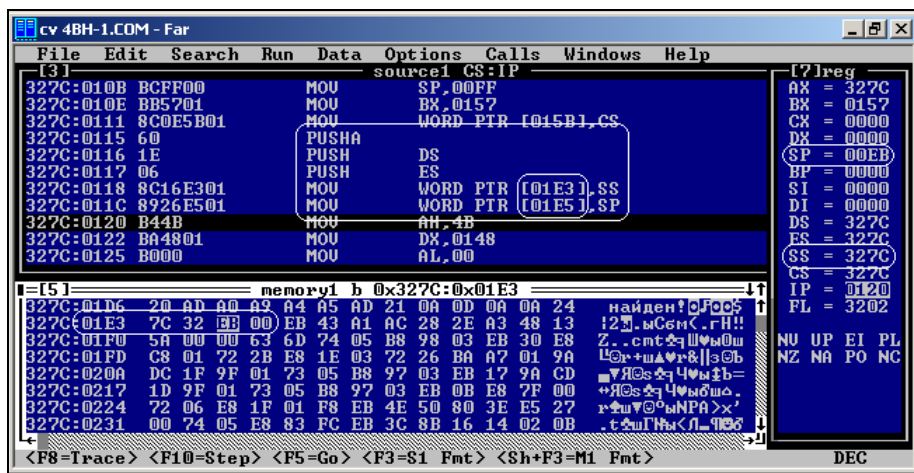 cv 4BH-1.COM - Far
File Edit Search Run Data Options Calls Windows Help
[3] source1 CS:IP
327C:010B BCFF00 MOV SP,00FF
327C:010E BB5701 MOV BX,0157
327C:0111 8C0E5B01 MOV WORD PTR [015B],CS
327C:0115 60 PUSHA
327C:0116 1E PUSH DS
327C:0117 06 PUSH ES
327C:0118 8C16E301 MOV WORD PTR [01E3],SS
327C:011C 8926E501 MOV WORD PTR [01E5],SP
327C:0120 B44B MOV AH,4B
327C:0122 BA4801 MOV DX,0148
327C:0125 B000 MOV AL,00
[7]reg
AX = 327C
BX = 0157
CX = 0000
DX = 0000
SP = 00EB
BP = 0000
SI = 0000
DI = 0000
DS = 327C
ES = 327C
SS = 327C
CS = 327C
IP = 0120
FL = 3202
NV UP EI PL
NZ NA PO NC
[5] memory1 b 0x327C:0x01E3
327C:01D6 20 AD A0 A9 A4 A5 AD 21 0A 0D 0A 0A 24 найден!
327C:01E3 7C 32 EB 00 EB 43 A1 AC 28 2E A3 48 13
327C:01F0 5A 00 00 63 6D 74 05 B8 98 03 EB 30 E8
327C:01FD C8 01 72 2B E8 1E 03 72 26 BA A7 01 9A
327C:020A DC 1F 9F 01 73 05 B8 97 03 EB 17 9A CD
327C:0217 1D 9F 01 73 05 B8 97 03 EB 0B E8 7F 00
327C:0224 72 06 E8 1F 01 F8 EB 4E 50 80 3E E5 27
327C:0231 00 74 05 E8 83 FC EB 3C 8B 16 14 02 0B
<F8=Trace> <F10=Step> <F5=Go> <F3=S1 Fmt> <Sh+F3=M1 Fmt> DEC